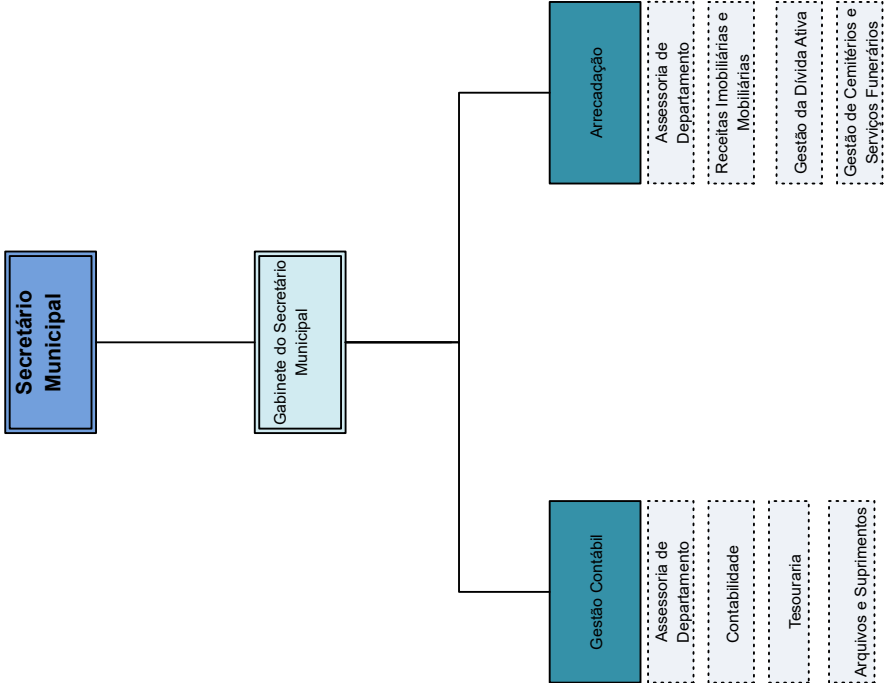 Secretário
Municipal
Gabinete do Secretário
Municipal
Gestão Contábil
Assessoria de
Departamento
Contabilidade
Tesouraria
Arquivos e Suprimentos
Arrecadação
Assessoria de
Departamento
Receitas Imobiliárias e
Mobiliárias
Gestão da Dívida Ativa
Gestão de Cemitérios e
Serviços Funerários